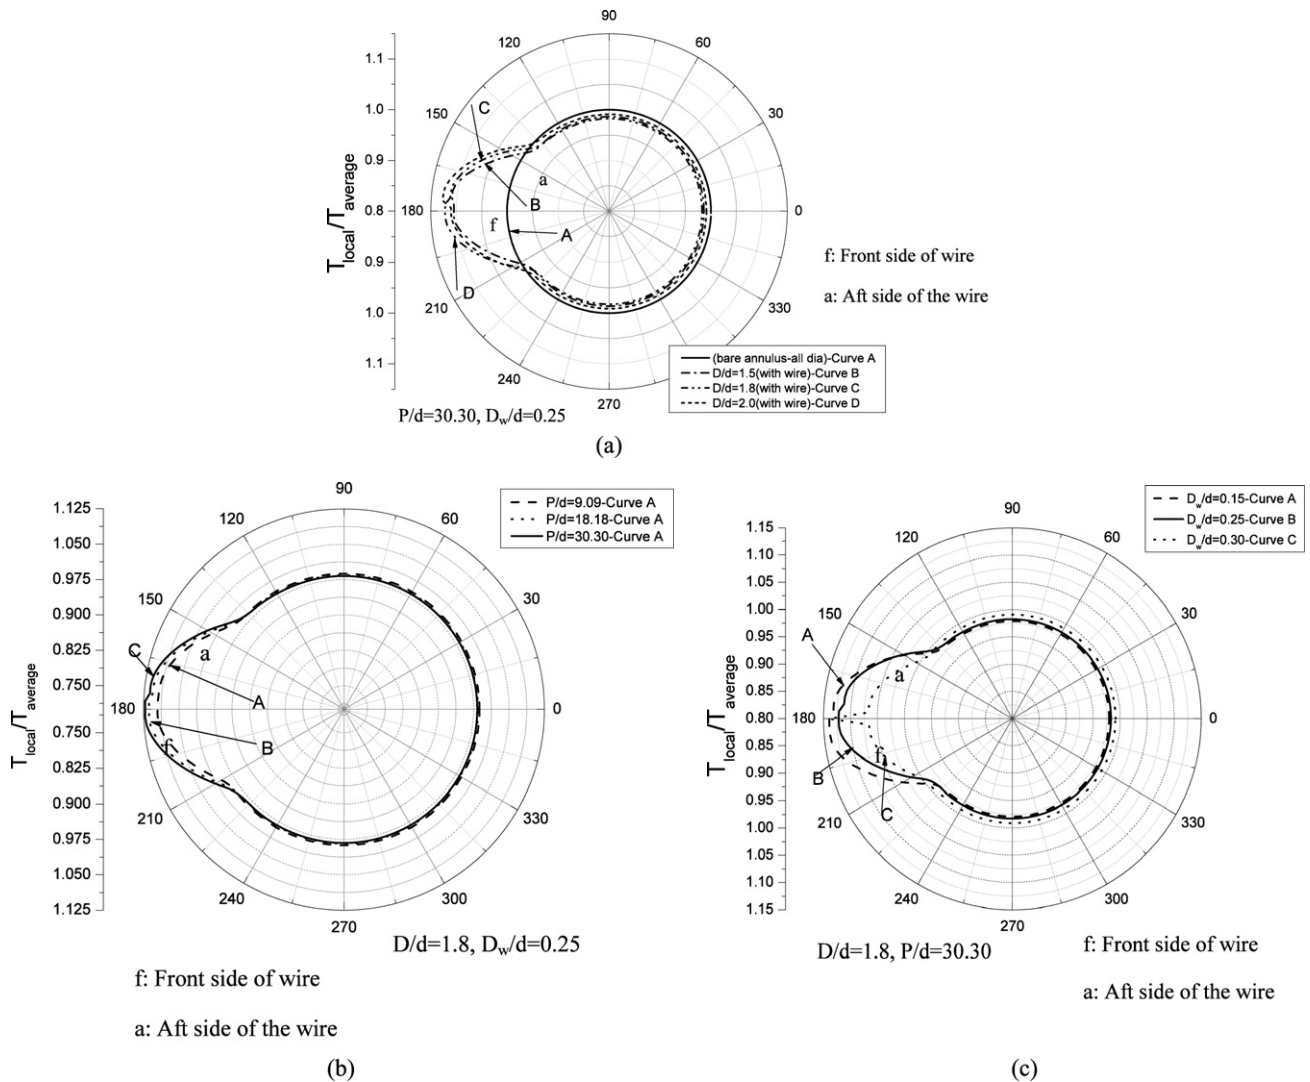 90
120
60
1.1
C
150
1.0
30
0.9
a
T_local/T_average
B
0.8
180
0
f
A
0.9
D
210
330
1.0
1.1
240
270
f: Front side of wire
a: Aft side of the wire
(bare annulus-all dia)-Curve A
D/d=1.5(with wire)-Curve B
D/d=1.8(with wire)-Curve C
D/d=2.0(with wire)-Curve D
P/d=30.30, D_w/d=0.25
(a)
90
120
60
P/d=9.09-Curve A
P/d=18.18-Curve A
P/d=30.30-Curve A
1.125
1.050
0.975
0.900
0.825
0.750
0.750
0.825
0.900
0.975
1.050
1.125
T_local/T_average
150
30
C
a
A
180
0
B
f
210
330
240
300
270
D/d=1.8, D_w/d=0.25
f: Front side of wire
a: Aft side of the wire
(b)
90
120
60
D_w/d=0.15-Curve A
D_w/d=0.25-Curve B
D_w/d=0.30-Curve C
1.15
1.10
1.05
1.00
0.95
0.90
0.85
0.80
0.85
0.90
0.95
1.00
1.05
1.10
1.15
T_local/T_average
150
30
A
a
180
0
f
B
C
210
330
240
300
270
D/d=1.8, P/d=30.30
f: Front side of wire
a: Aft side of the wire
(c)